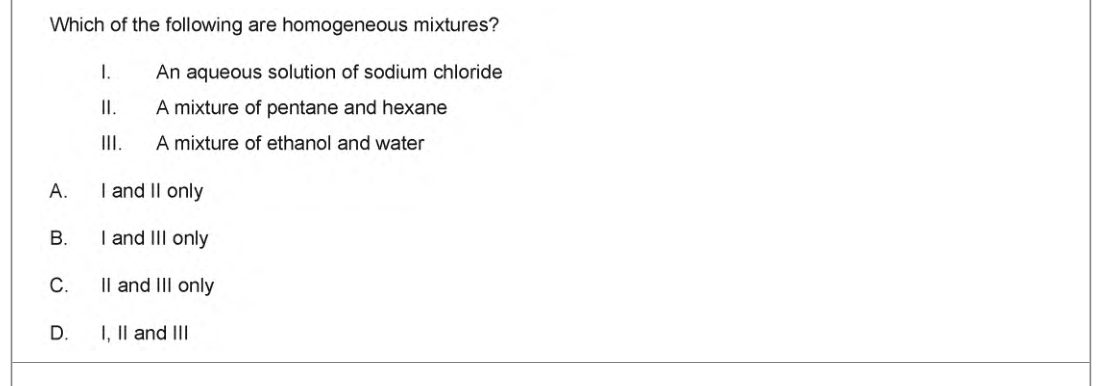 Which of the following are homogeneous mixtures?
I. An aqueous solution of sodium chloride
II. A mixture of pentane and hexane
III. A mixture of ethanol and water
A. I and II only
B. I and III only
C. II and III only
D. I, II and III